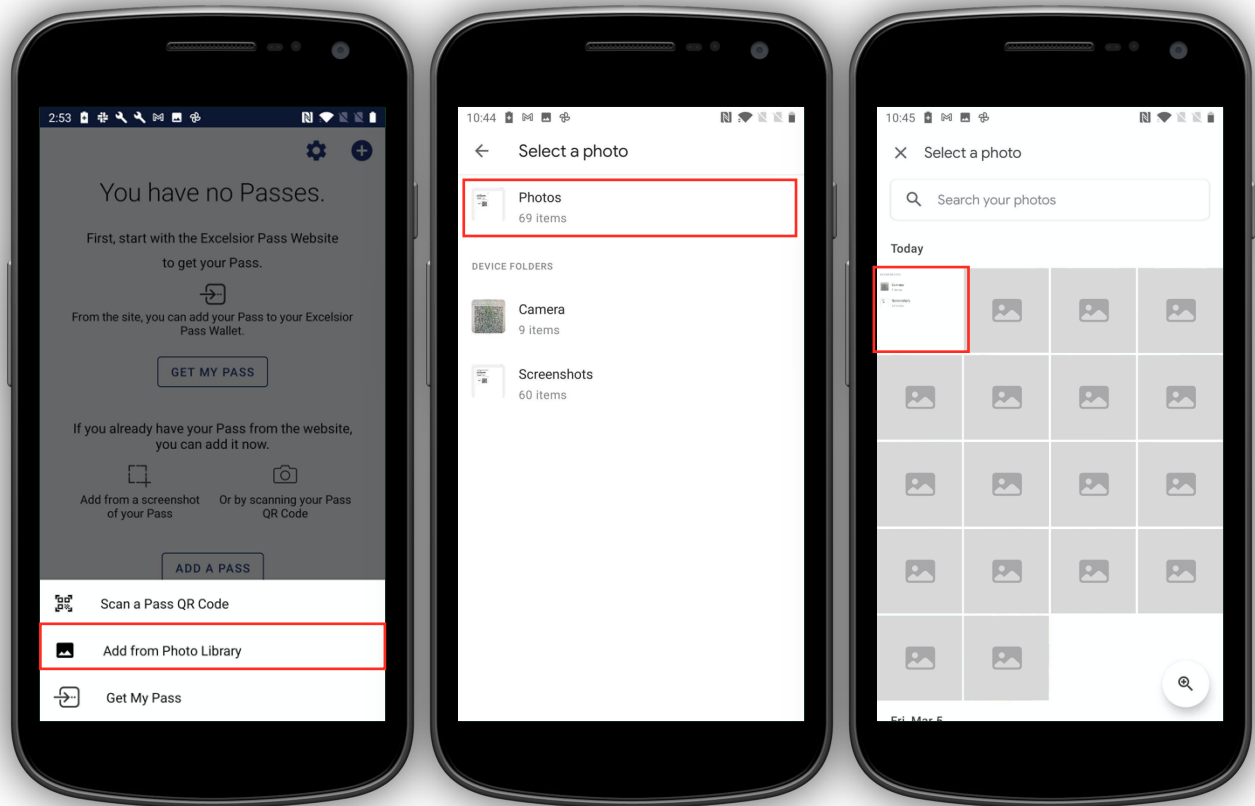 2:53
You have no Passes.
First, start with the Excelsior Pass Website
to get your Pass.
From the site, you can add your Pass to your Excelsior
Pass Wallet.
GET MY PASS
If you already have your Pass from the website,
you can add it now.
Add from a screenshot
of your Pass
Or by scanning your Pass
QR Code
ADD A PASS
Scan a Pass QR Code
Add from Photo Library
Get My Pass
10:44
Select a photo
Photos
69 items
DEVICE FOLDERS
Camera
9 items
Screenshots
60 items
10:45
Select a photo
Search your photos
Today
Camera
Screenshots
Fri, Mar 5